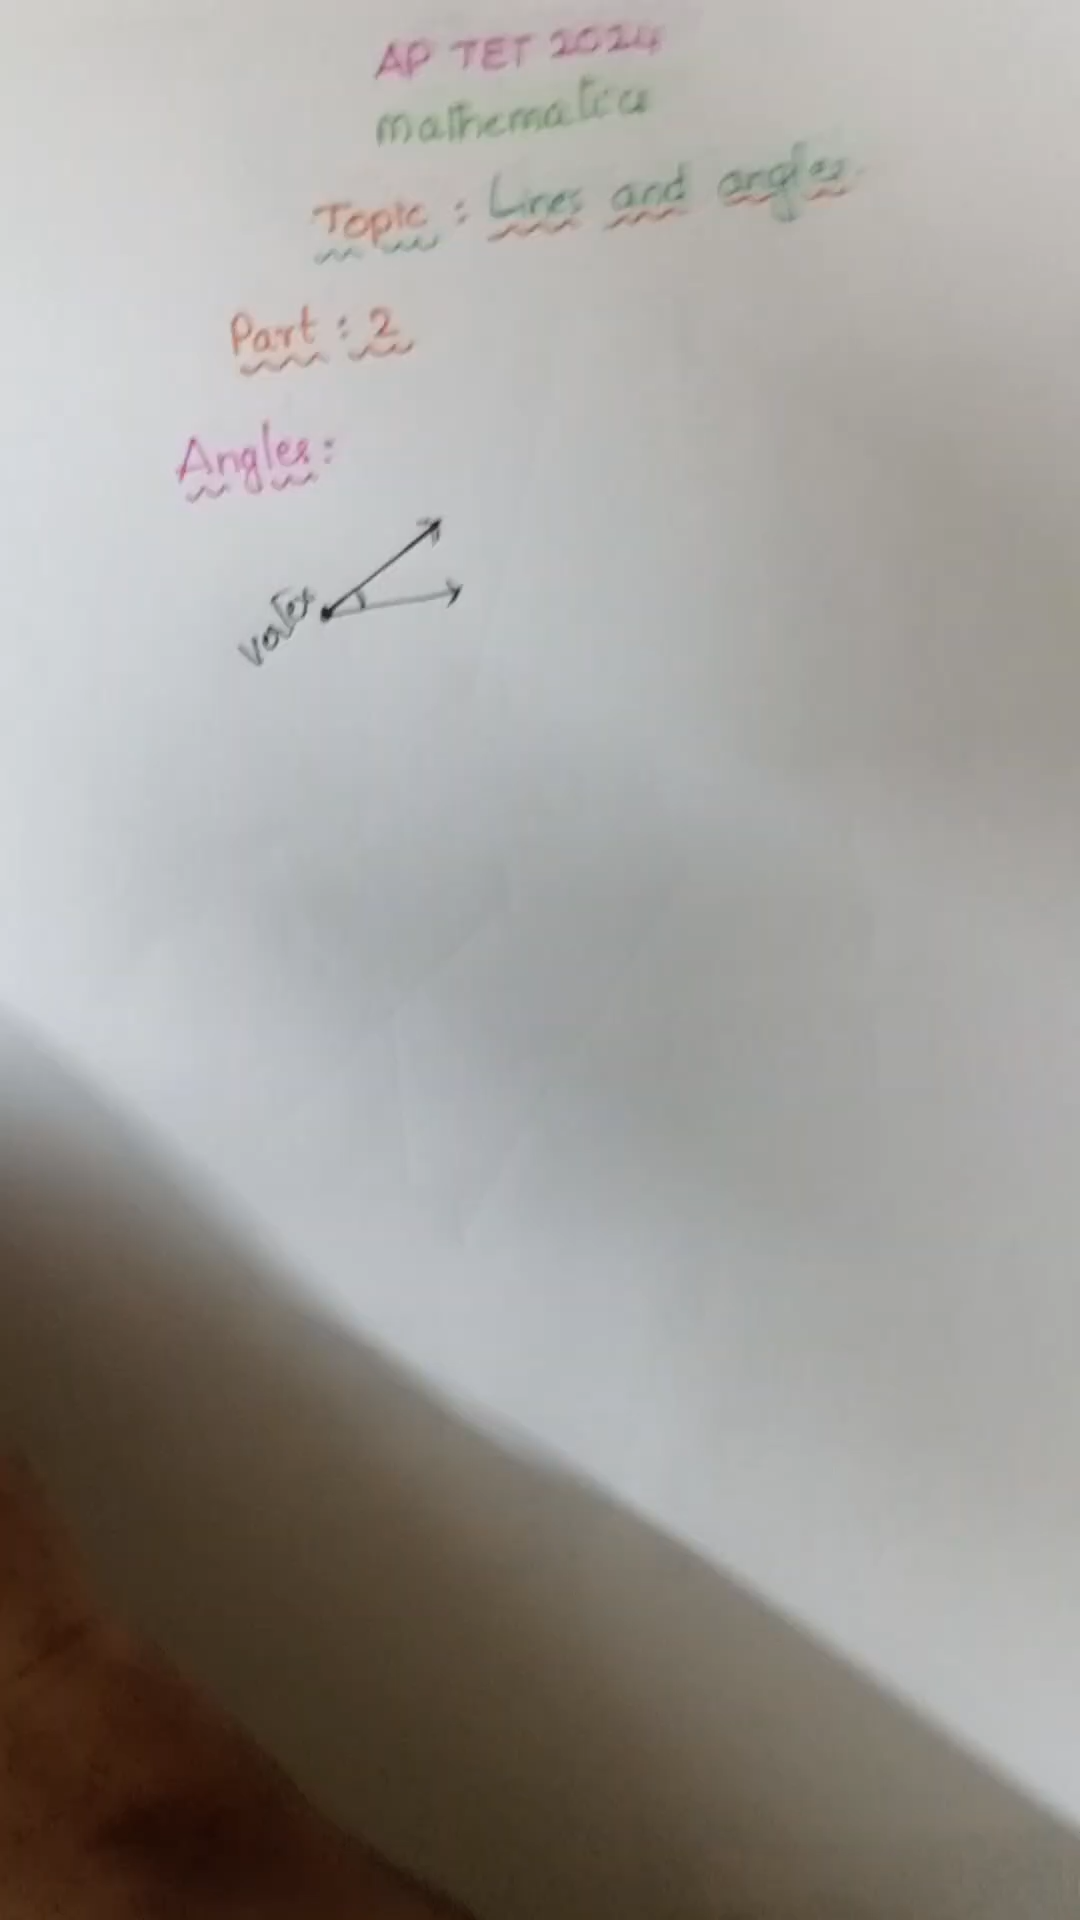 AP TET 2024
mathematics
Topic : Lines and angles
Part : 2
Angles :
vertex